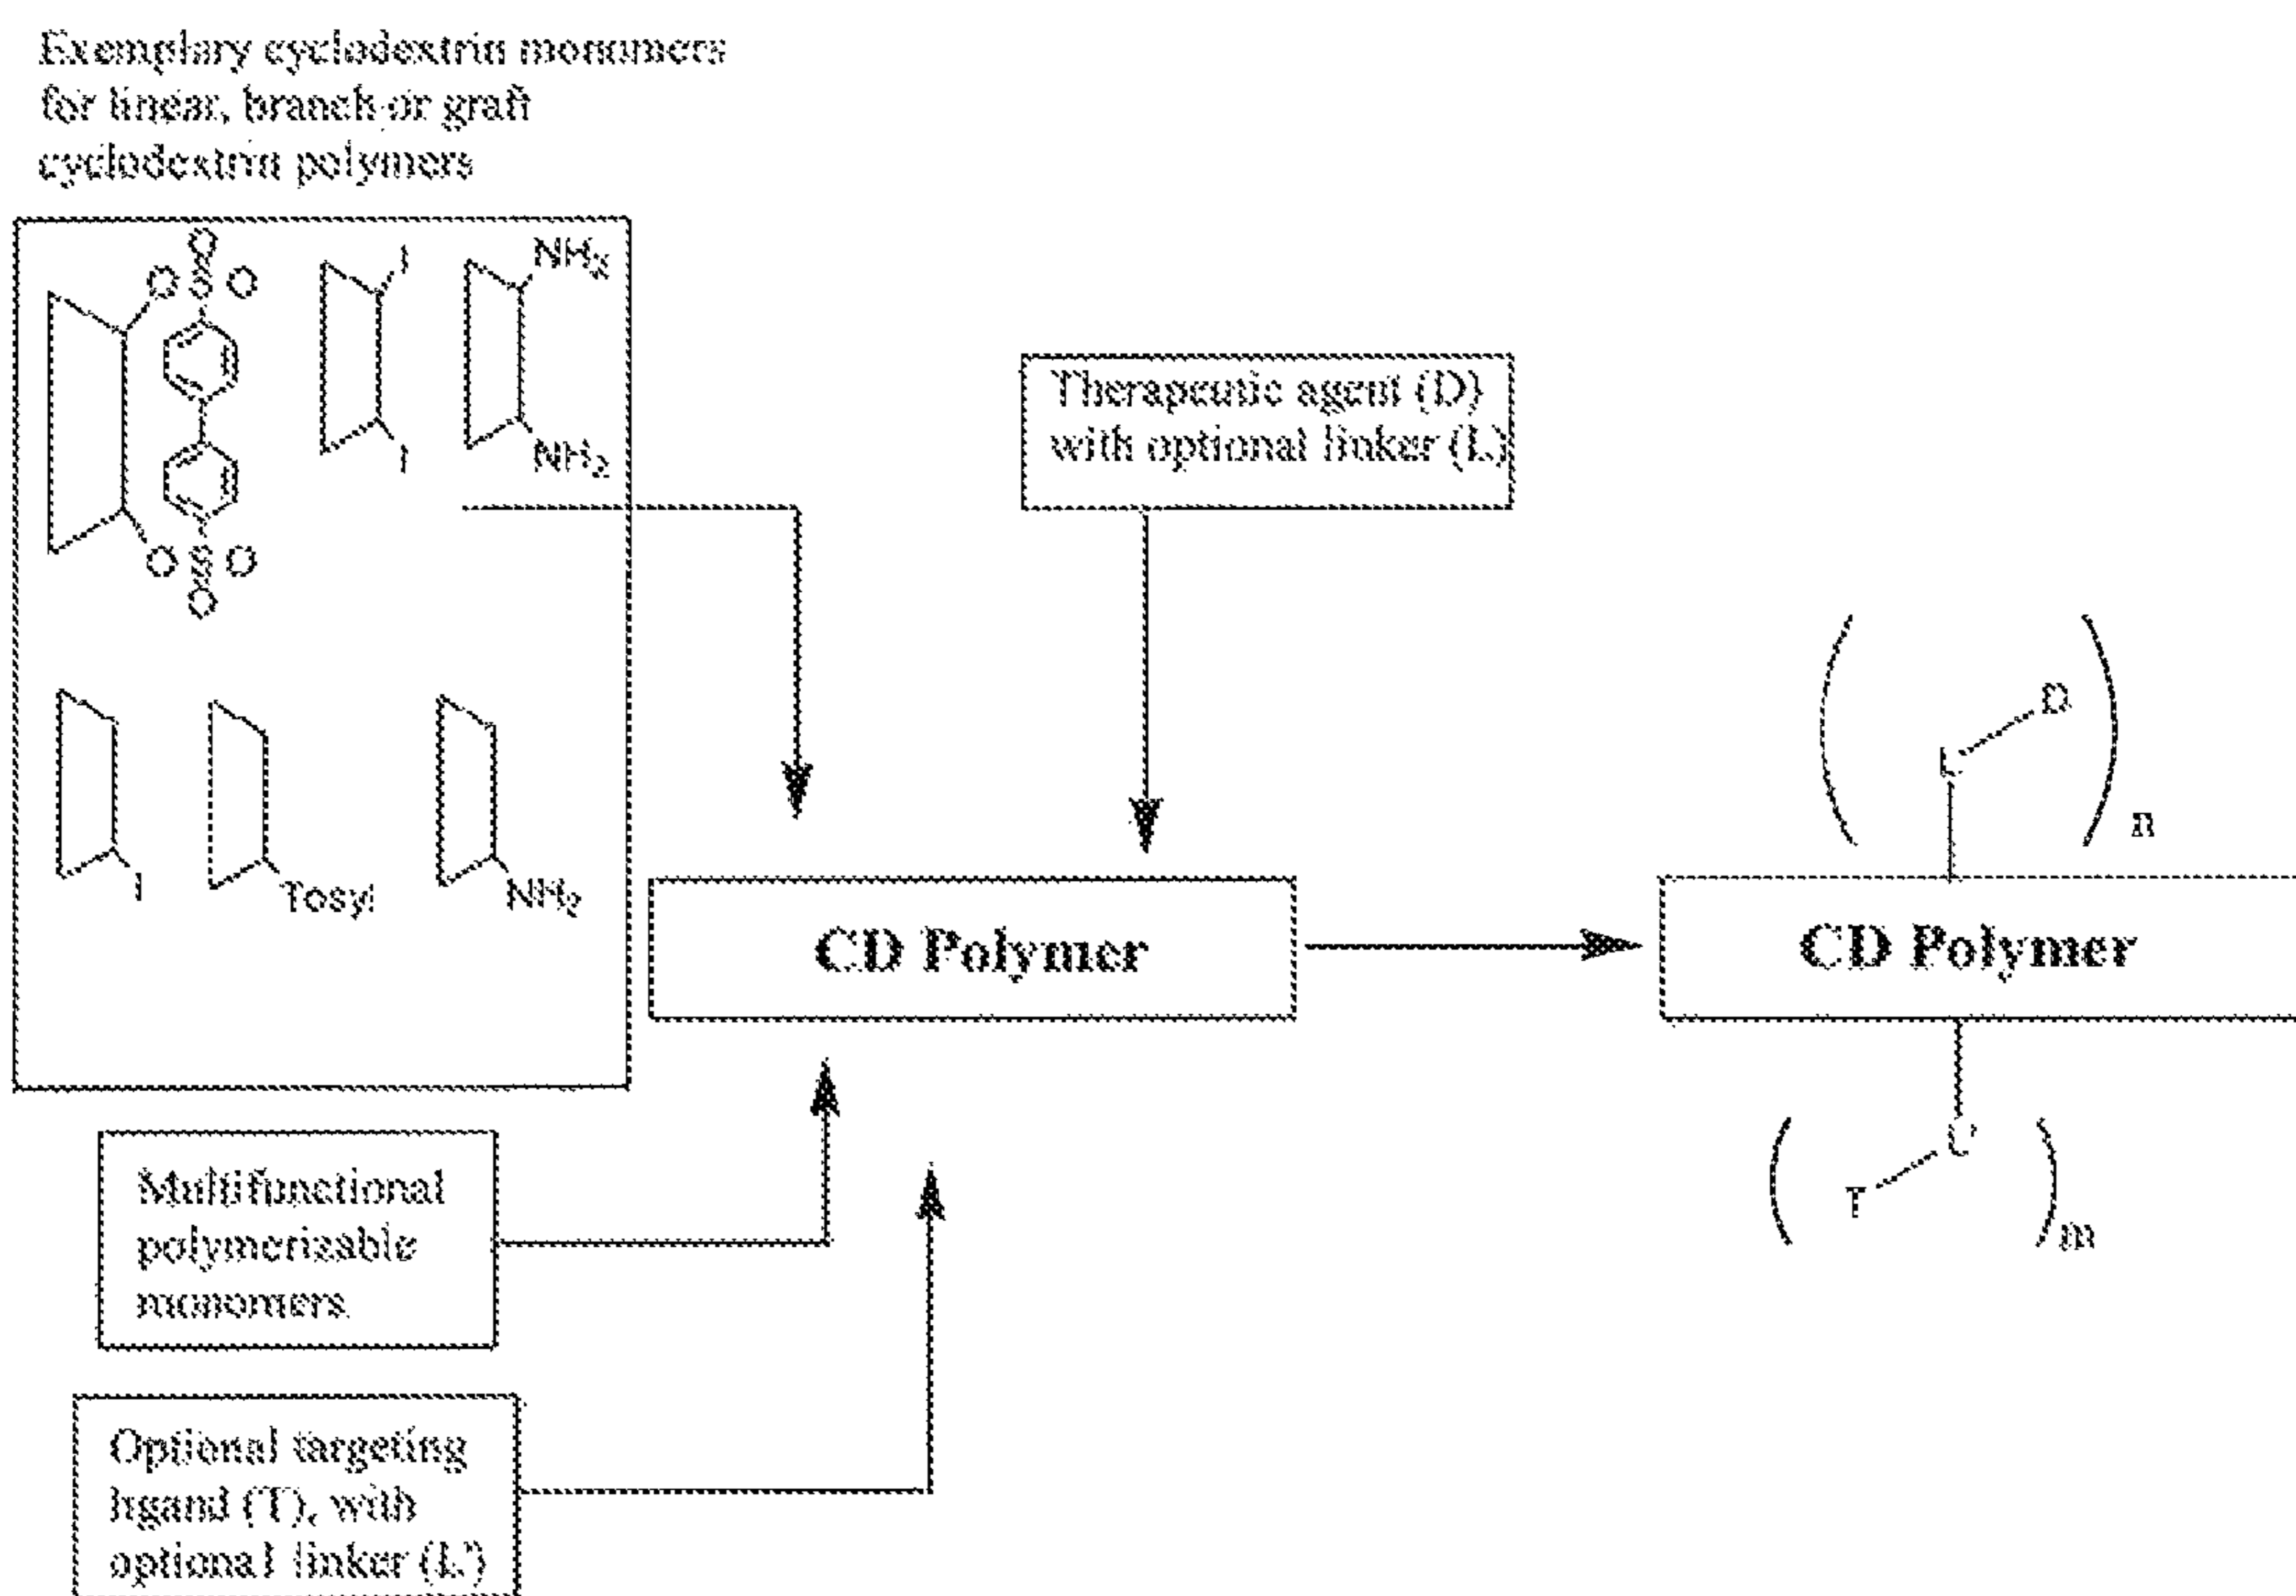 Exemplary cyclodextrin monomers
for linear, branch or graft
cyclodextrin polymers
O
O S O
O S O
O
I
I
NH2
NH2
I
Tosyl
NH2
Therapeutic agent (D)
with optional linker (L)
CD Polymer
Multifunctional
polymerizable
monomers
Optional targeting
ligand (T), with
optional linker (L')
D
L
n
CD Polymer
T
m